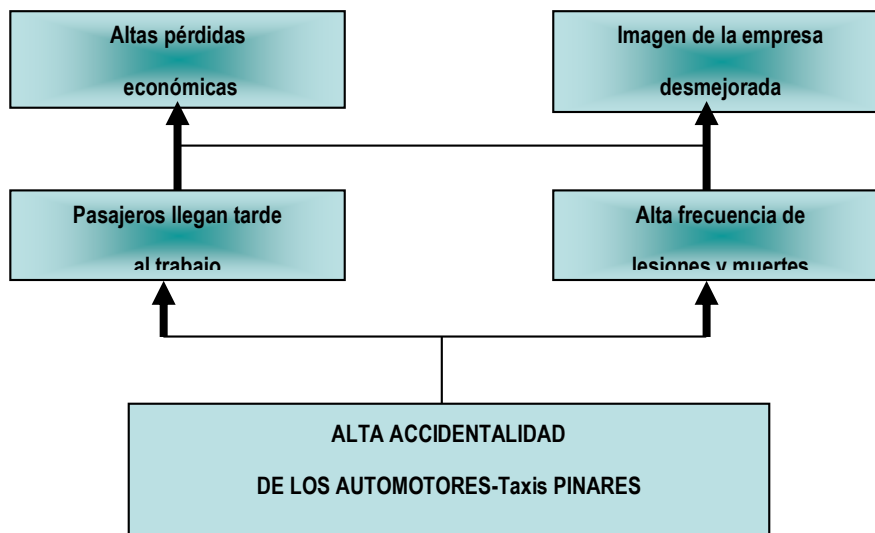 Altas pérdidas
económicas
Imagen de la empresa
desmejorada
Pasajeros llegan tarde
al trabajo
Alta frecuencia de
lesiones y muertes
ALTA ACCIDENTALIDAD
DE LOS AUTOMOTORES-Taxis PINARES